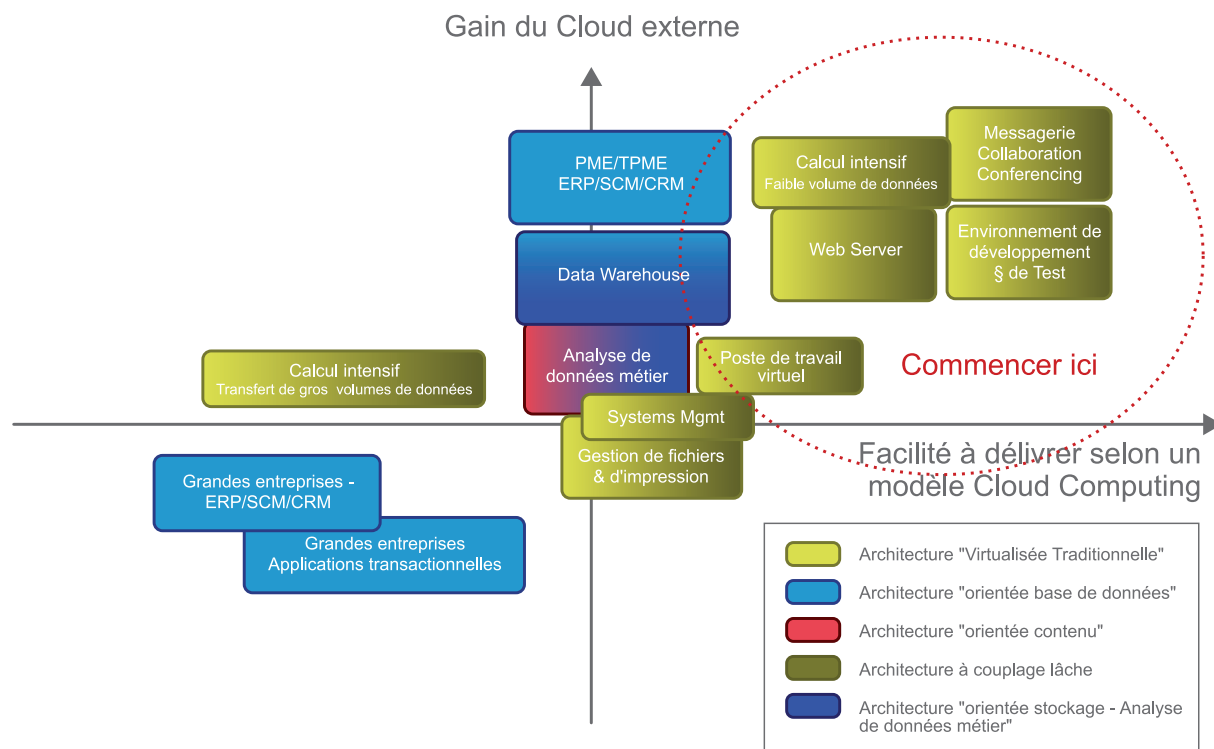 Gain du Cloud externe
PME/TPME
ERP/SCM/CRM
Calcul intensif
Faible volume de données
Messagerie
Collaboration
Conferencing
Data Warehouse
Web Server
Environnement de
développement
§ de Test
Calcul intensif
Transfert de gros volumes de données
Analyse de
données métier
Poste de travail
virtuel
Commencer ici
Systems Mgmt
Gestion de fichiers
& d'impression
Facilité à délivrer selon un
modèle Cloud Computing
Grandes entreprises -
ERP/SCM/CRM
Grandes entreprises
Applications transactionnelles
Architecture "Virtualisée Traditionnelle"
Architecture "orientée base de données"
Architecture "orientée contenu"
Architecture à couplage lâche
Architecture "orientée stockage - Analyse
de données métier"